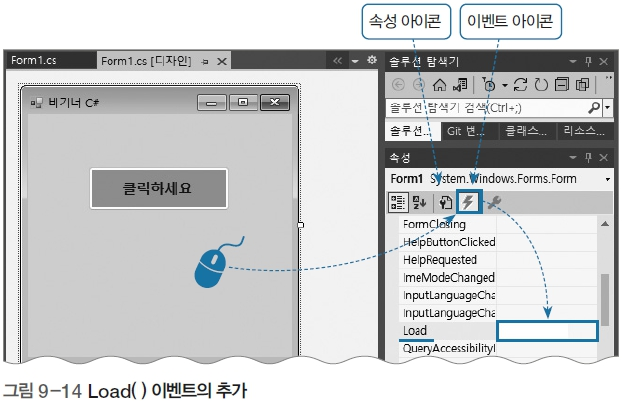 속성 아이콘 이벤트 아이콘
Form1.cs Form1.cs [디자인]
솔루션 탐색기
비기너 C#
솔루션 탐색기 검색(Ctrl+;)
솔루션... Git 변... 클래스... 리소스...
속성
Form1 System.Windows.Forms.Form
클릭하세요
FormClosing
HelpButtonClicked
HelpRequested
ImeModeChanged
InputLanguageCha
InputLanguageCha
Load
QueryAccessibilityI
그림 9-14 Load( ) 이벤트의 추가